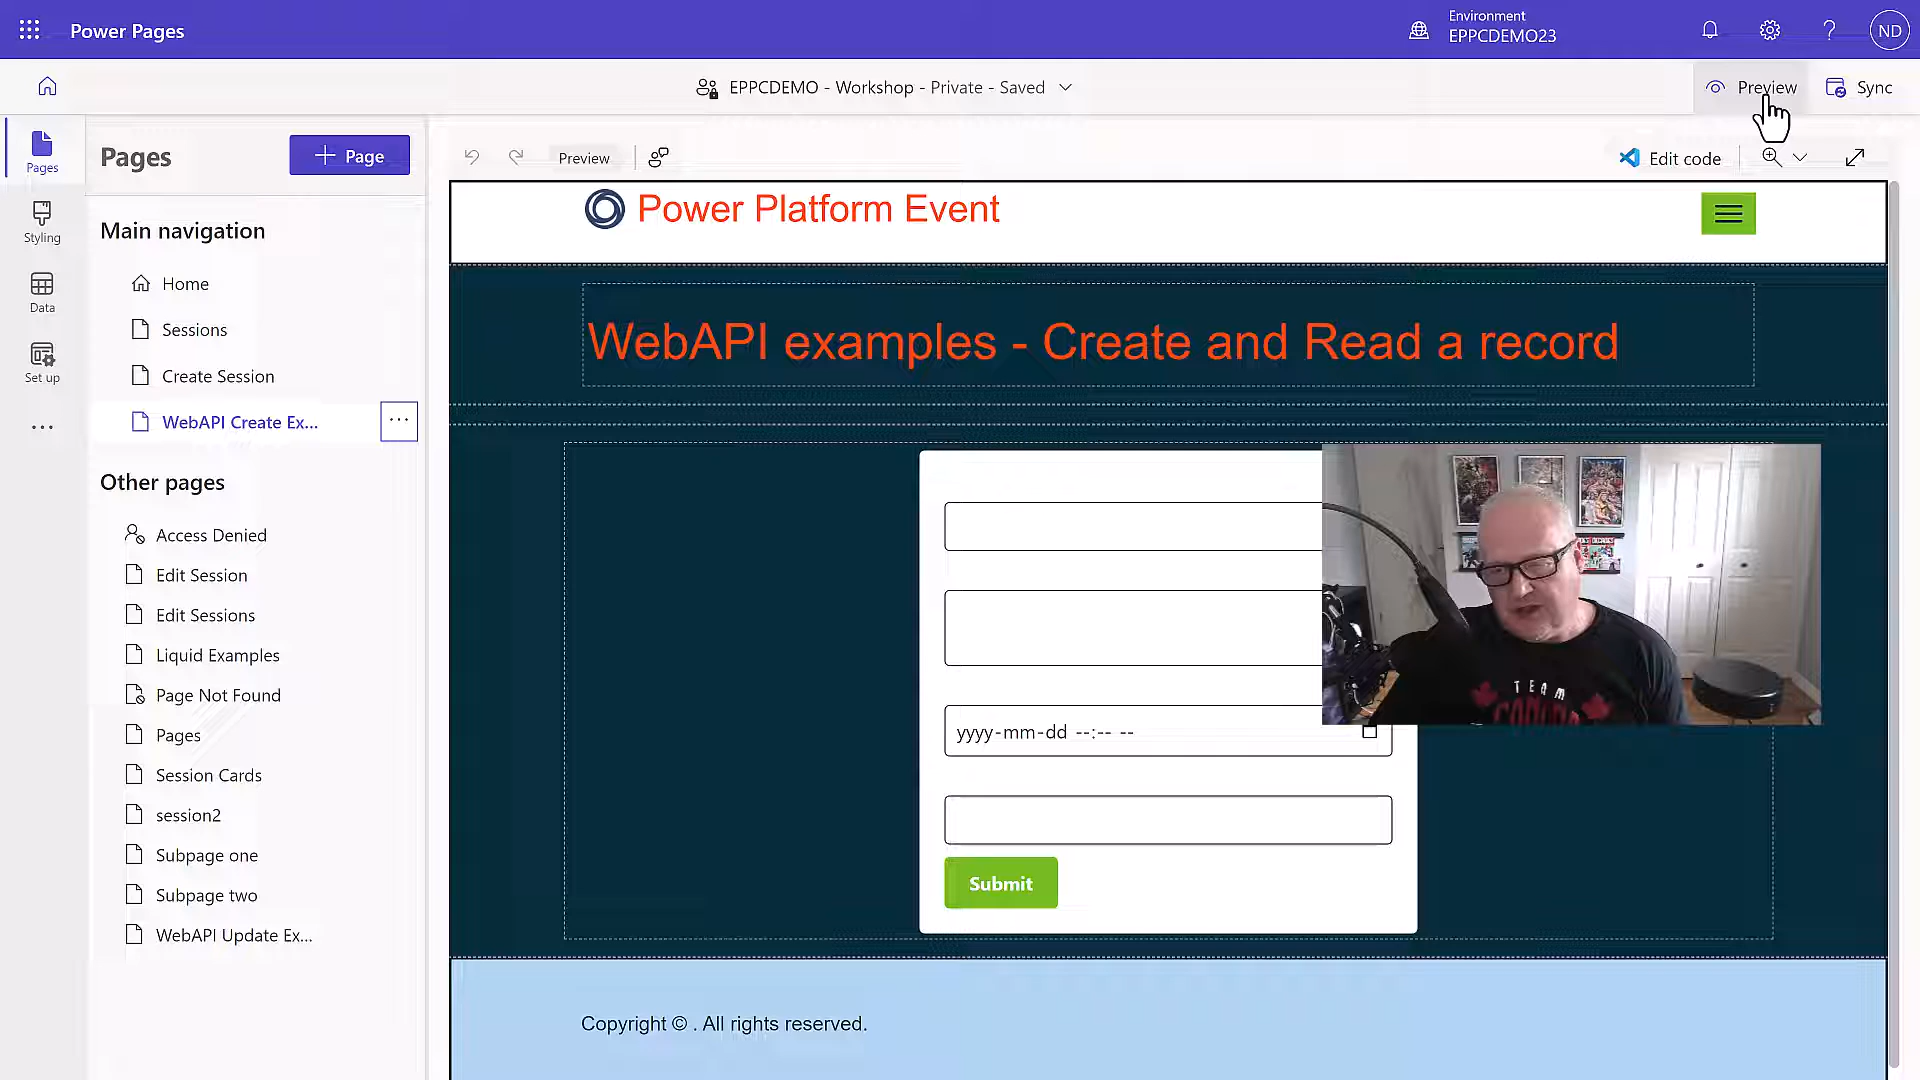 Power Pages
Environment
EPPCDEMO23
ND
EPPCDEMO - Workshop - Private - Saved
Preview
Sync
Pages
Styling
Data
Set up
Pages
Page
Main navigation
Home
Sessions
Create Session
WebAPI Create Ex...
Other pages
Access Denied
Edit Session
Edit Sessions
Liquid Examples
Page Not Found
Pages
Session Cards
session2
Subpage one
Subpage two
WebAPI Update Ex...
Preview
Edit code
Power Platform Event
WebAPI examples - Create and Read a record
yyyy-mm-dd --:-- --
Submit
TEAM
CANADA
Copyright © . All rights reserved.